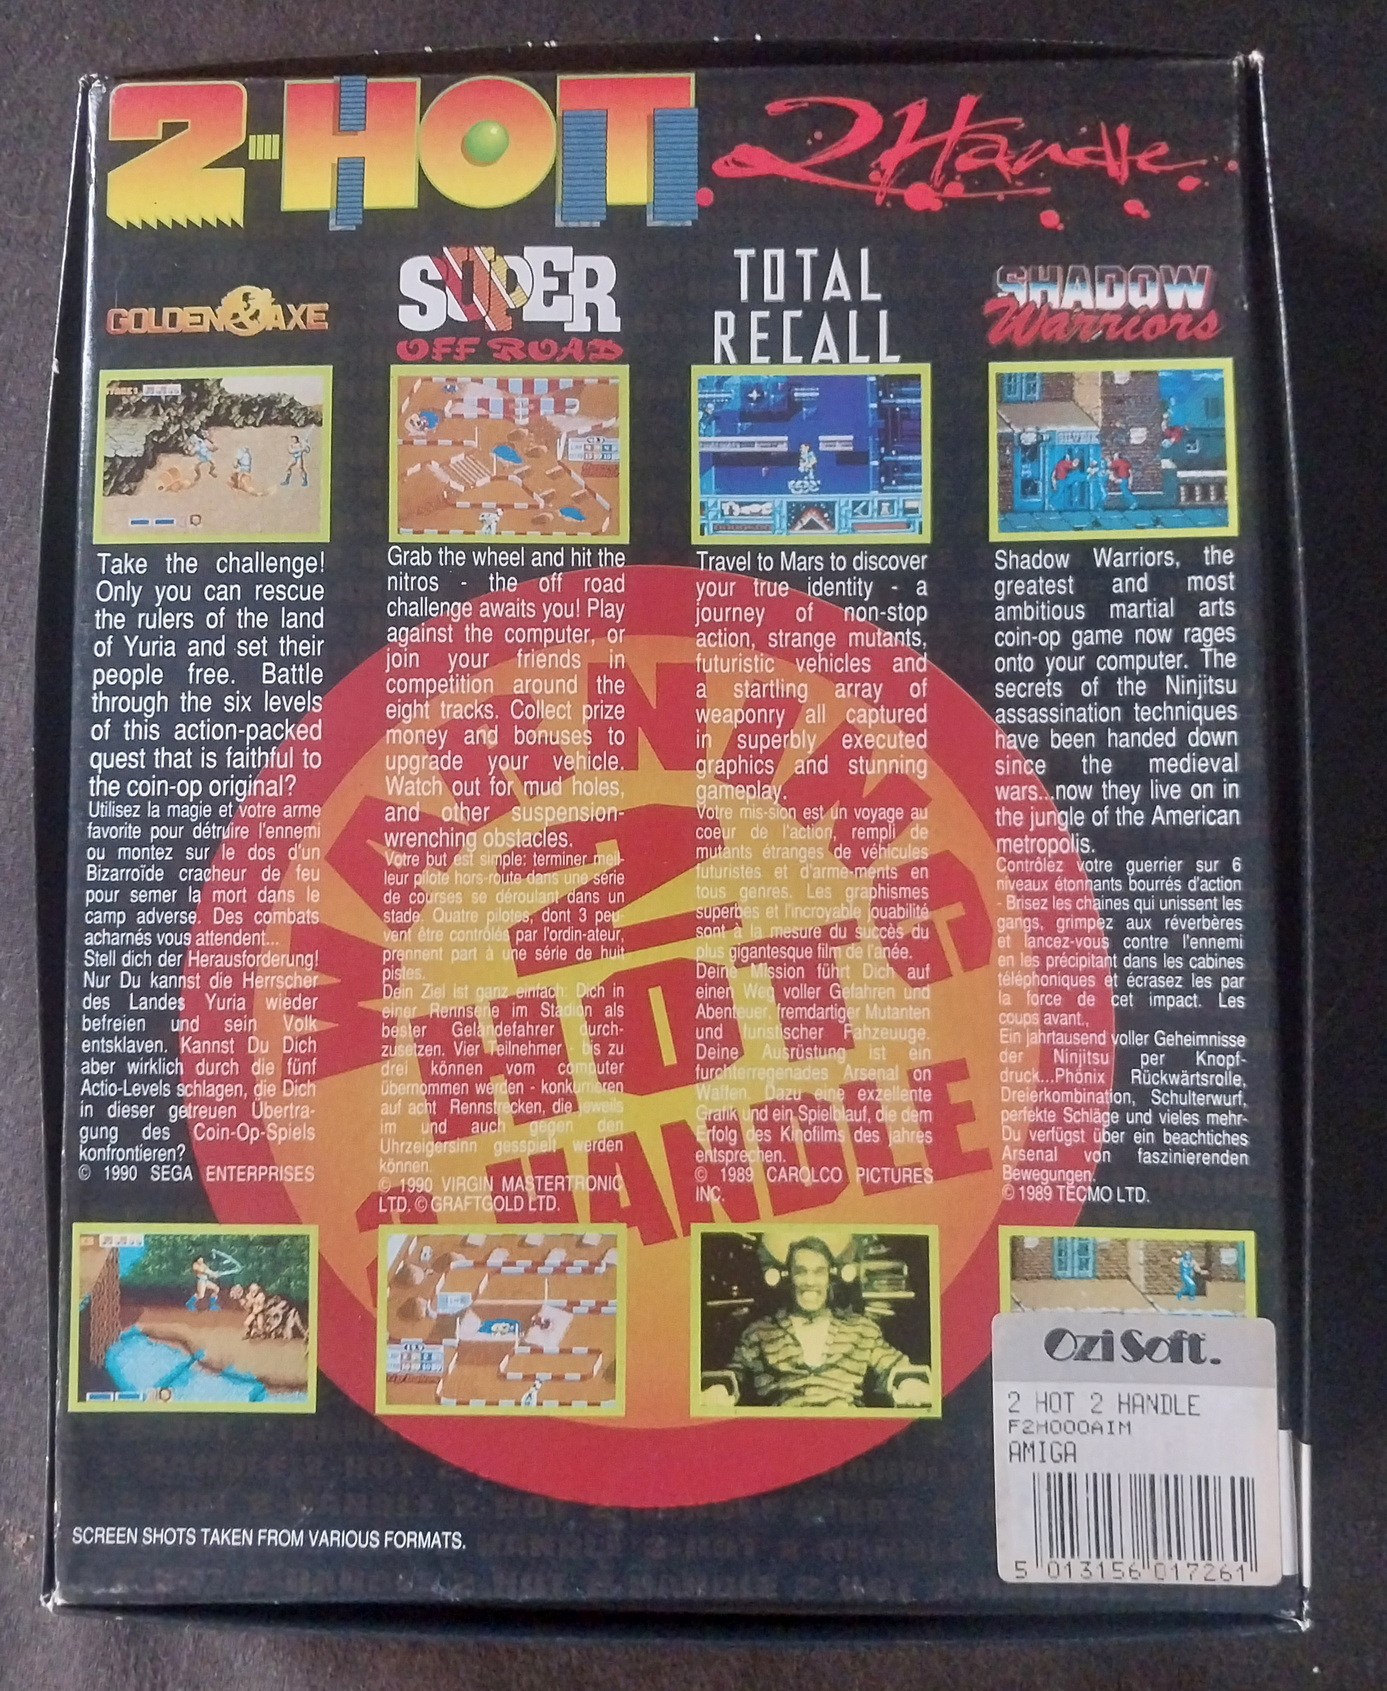 2-HOT 2 Handle
GOLDEN AXE
SUPER
OFF ROAD
TOTAL
RECALL
SHADOW
Warriors
Take the challenge!
Only you can rescue
the rulers of the land
of Yuria and set their
people free. Battle
through the six levels
of this action-packed
quest that is faithful to
the coin-op original?
Utilisez la magie et votre arme
favorite pour détruire l'ennemi
ou montez sur le dos d'un
Bizarroïde cracheur de feu
pour semer la mort dans le
camp adverse. Des combats
acharnés vous attendent...
Stell dich der Herausforderung!
Nur Du kannst die Herrscher
des Landes Yuria wieder
befreien und sein Volk
entsklaven. Kannst Du Dich
aber wirklich durch die fünf
Actio-Levels schlagen, die Dich
in dieser getreuen Übertra-
gung des Coin-Op-Spiels
konfrontieren?
© 1990 SEGA ENTERPRISES
Grab the wheel and hit the
nitros - the off road
challenge awaits you! Play
against the computer, or
join your friends in
competition around the
eight tracks. Collect prize
money and bonuses to
upgrade your vehicle.
Watch out for mud holes,
and other suspension-
wrenching obstacles.
Votre but est simple: terminer meil-
leur pilote hors-route dans une série
de courses se déroulant dans un
stade. Quatre pilotes, dont 3 peu-
vent être contrôlés par l'ordin-ateur,
prennent part à une série de huit
pistes.
Dein Ziel ist ganz einfach: Dich in
einer Rennserie im Stadion als
bester Geländefahrer durch-
zusetzen. Vier Teilnehmer - bis zu
drei können vom computer
übernommen werden - konkurrieren
auf acht Rennstrecken, die jeweils
im und auch gegen den
Uhrzeigersinn gesspielt werden
können.
© 1990 VIRGIN MASTERTRONIC
LTD. © GRAFTGOLD LTD.
Travel to Mars to discover
your true identity - a
journey of non-stop
action, strange mutants,
futuristic vehicles and
a startling array of
weaponry all captured
in superbly executed
graphics and stunning
gameplay.
Votre mis-sion est un voyage au
coeur de l'action, rempli de
mutants étranges de véhicules
futuristes et d'arme-ments en
tous genres. Les graphismes
superbes et l'incroyable jouabilité
sont à la mesure du succès du
plus gigantesque film de l'anée.
Deine Mission führt Dich auf
einen Weg voller Gefahren und
Abenteuer, fremdartiger Mutanten
und furistischer Fahzeuuge.
Deine Ausrüstung ist ein
furchterregenades Arsenal on
Waffen. Dazu eine exzellente
Grafik und ein Spielblauf, die dem
Erfolg des Kinofilms des jahres
entsprechen.
© 1989 CAROLCO PICTURES
INC.
Shadow Warriors, the
greatest and most
ambitious martial arts
coin-op game now rages
onto your computer. The
secrets of the Ninjitsu
assassination techniques
have been handed down
since the medieval
wars...now they live on in
the jungle of the American
metropolis.
Contrôlez votre guerrier sur 6
niveaux étonnants bourrés d'action
- Brisez les chaines qui unissent les
gangs, grimpez aux réverbères
et lancez-vous contre l'ennemi
en les précipitant dans les cabines
téléphoniques et écrasez les par
la force de cet impact. Les
coups avant.,
Ein jahrtausend voller Geheimnisse
der Ninjitsu per Knopf-
druck...Phönix Rückwärtsrolle,
Dreierkombination, Schulterwurf,
perfekte Schläge und vieles mehr-
Du verfügst über ein beachtiches
Arsenal von faszinierenden
Bewegungen.
© 1989 TECMO LTD.
WARNING
2
HOT
2 HANDLE
SCREEN SHOTS TAKEN FROM VARIOUS FORMATS.
OziSoft.
2 HOT 2 HANDLE
F2H000AIM
AMIGA
5 013156 017261